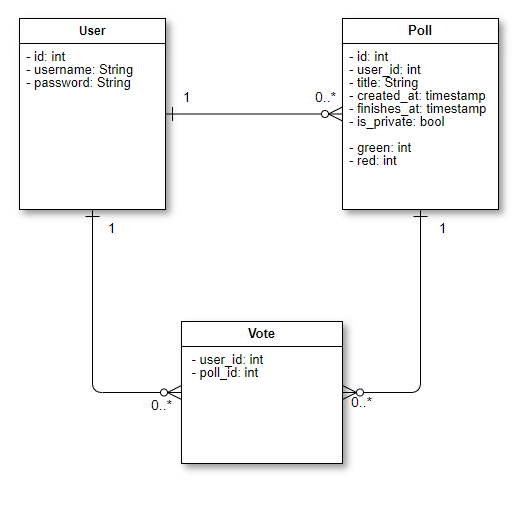 User
- id: int
- username: String
- password: String
1
0..*
Poll
- id: int
- user_id: int
- title: String
- created_at: timestamp
- finishes_at: timestamp
- is_private: bool
- green: int
- red: int
1
1
Vote
- user_id: int
- poll_id: int
0..*
0..*